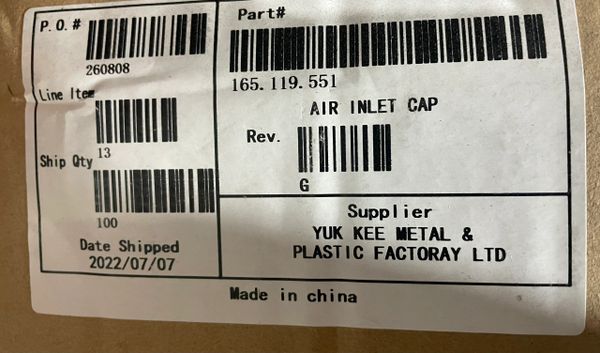 P.O.#
260808
Line Item
13
Ship Qty
100
Date Shipped
2022/07/07
Part#
165.119.551
AIR INLET CAP
Rev.
G
Supplier
YUK KEE METAL &
PLASTIC FACTORAY LTD
Made in china